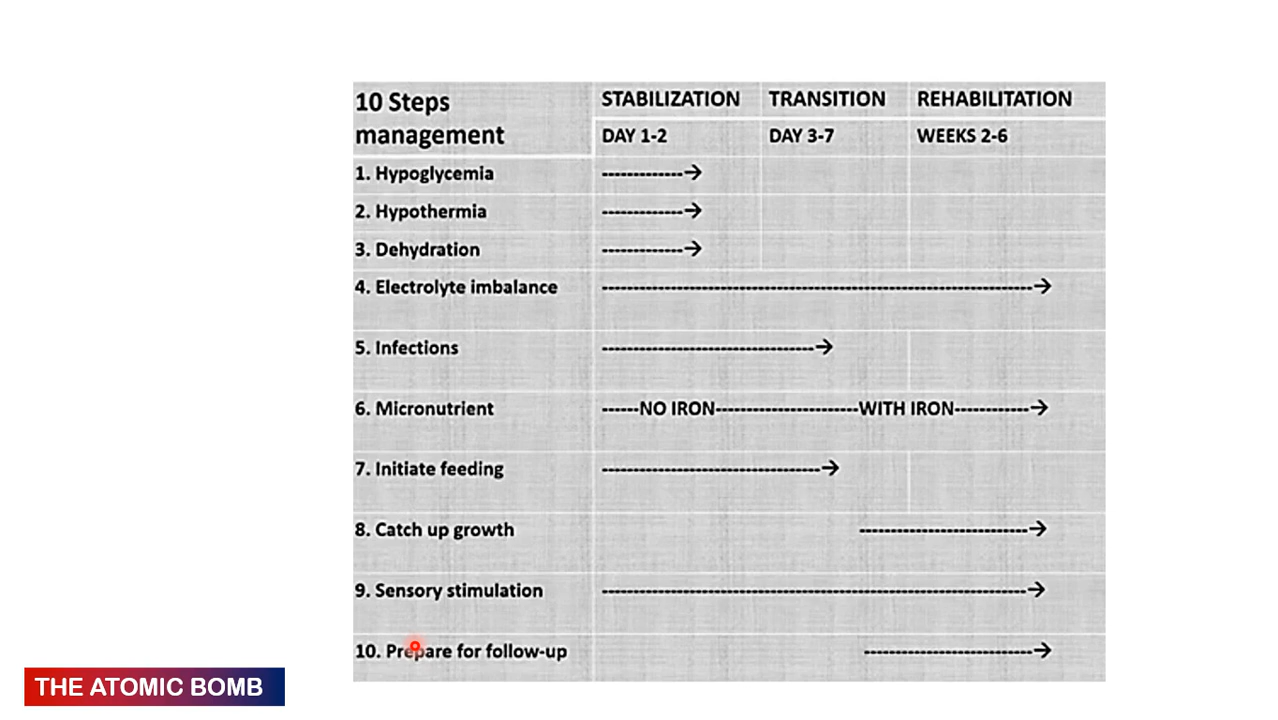 10 Steps management STABILIZATION TRANSITION REHABILITATION
DAY 1-2 DAY 3-7 WEEKS 2-6
1. Hypoglycemia
2. Hypothermia
3. Dehydration
4. Electrolyte imbalance
5. Infections
6. Micronutrient ------NO IRON----------------------WITH IRON------------→
7. Initiate feeding
8. Catch up growth
9. Sensory stimulation
10. Prepare for follow-up
THE ATOMIC BOMB